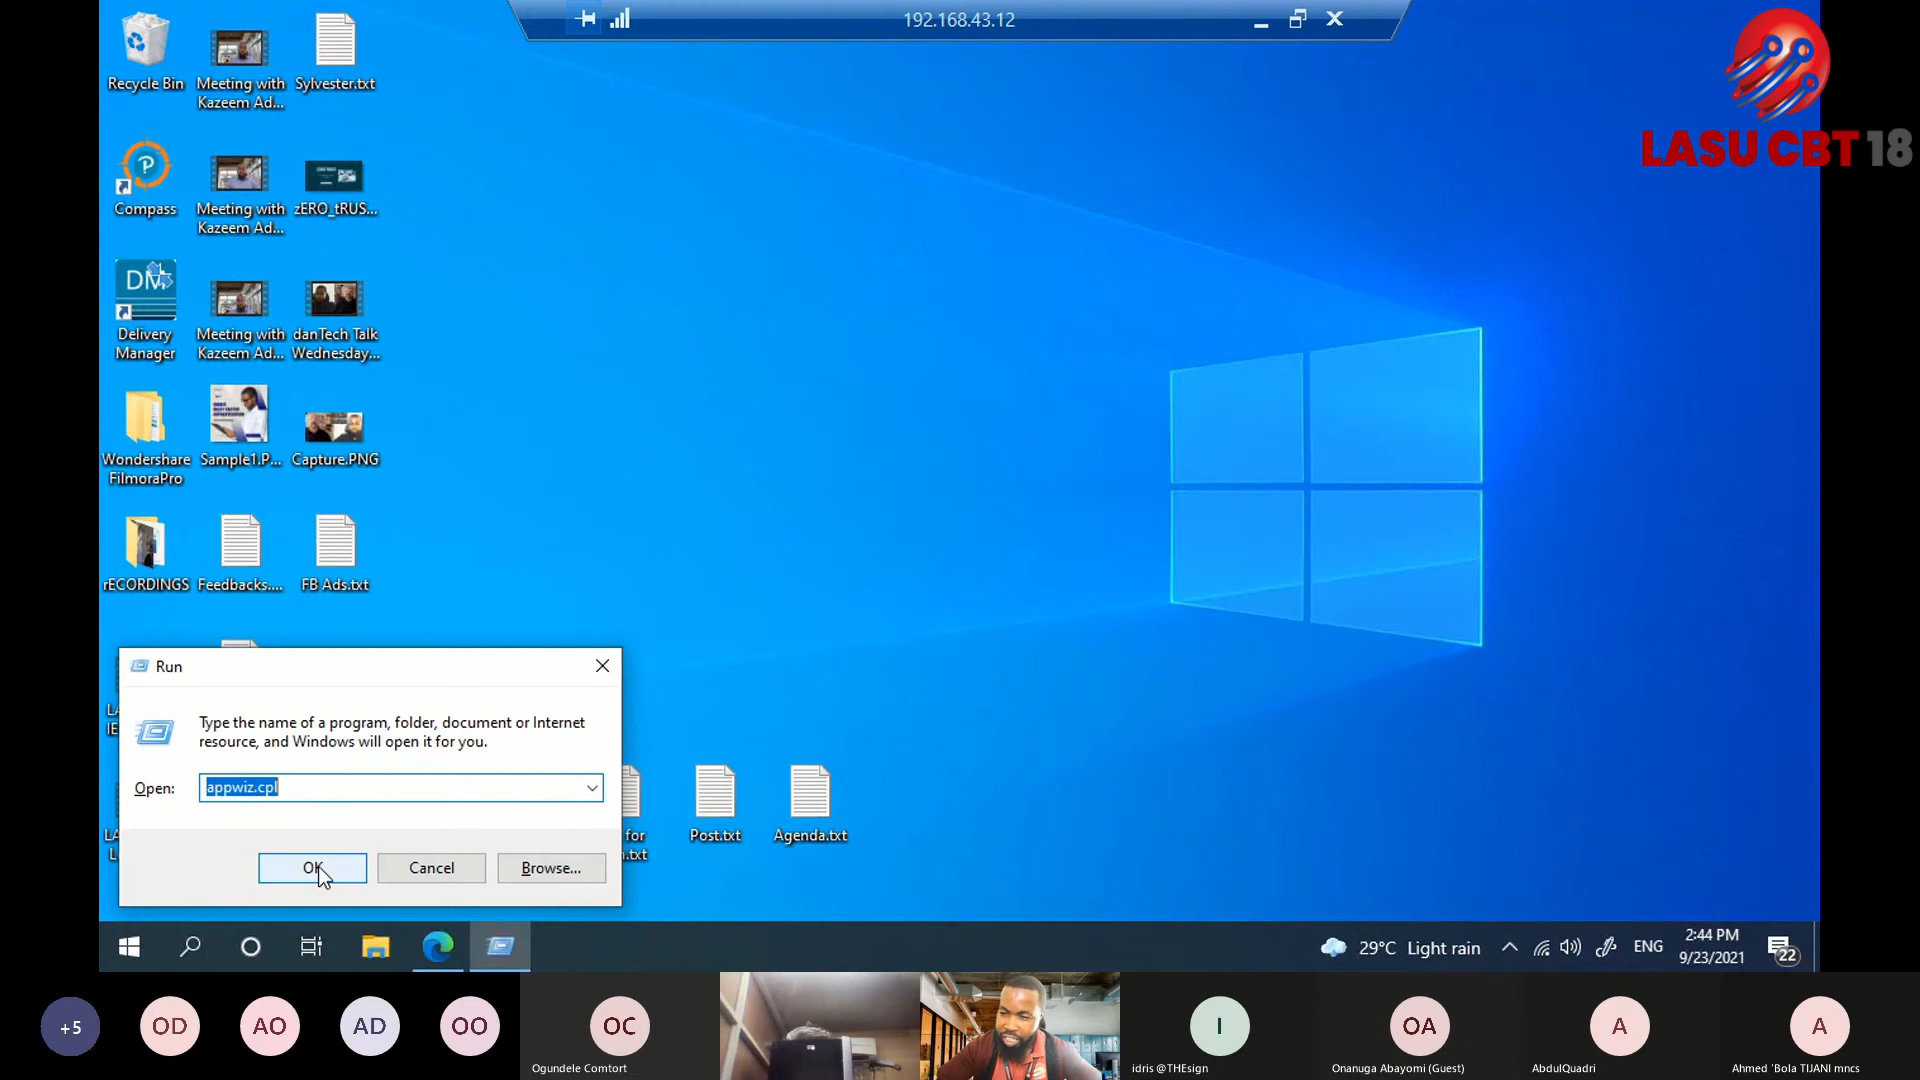 192.168.43.12
LASU CBT 18
Recycle Bin
Meeting with
Kazeem Ad...
Sylvester.txt
Compass
Meeting with
Kazeem Ad...
zERO_tRUS...
DM
Delivery
Manager
Meeting with
Kazeem Ad...
danTech Talk
Wednesday...
Wondershare
FilmoraPro
Sample1.P...
Capture.PNG
rECORDINGS
Feedbacks....
FB Ads.txt
Run
Type the name of a program, folder, document or Internet
resource, and Windows will open it for you.
Open:
appwiz.cpl
OK
Cancel
Browse...
for
Post.txt
Agenda.txt
29°C Light rain
ENG
2:44 PM
9/23/2021
22
+5
OD
AO
AD
OO
OC
Ogundele Comtort
I
idris @THEsign
OA
Onanuga Abayomi (Guest)
A
AbdulQuadri
A
Ahmed 'Bola TIJANI mncs